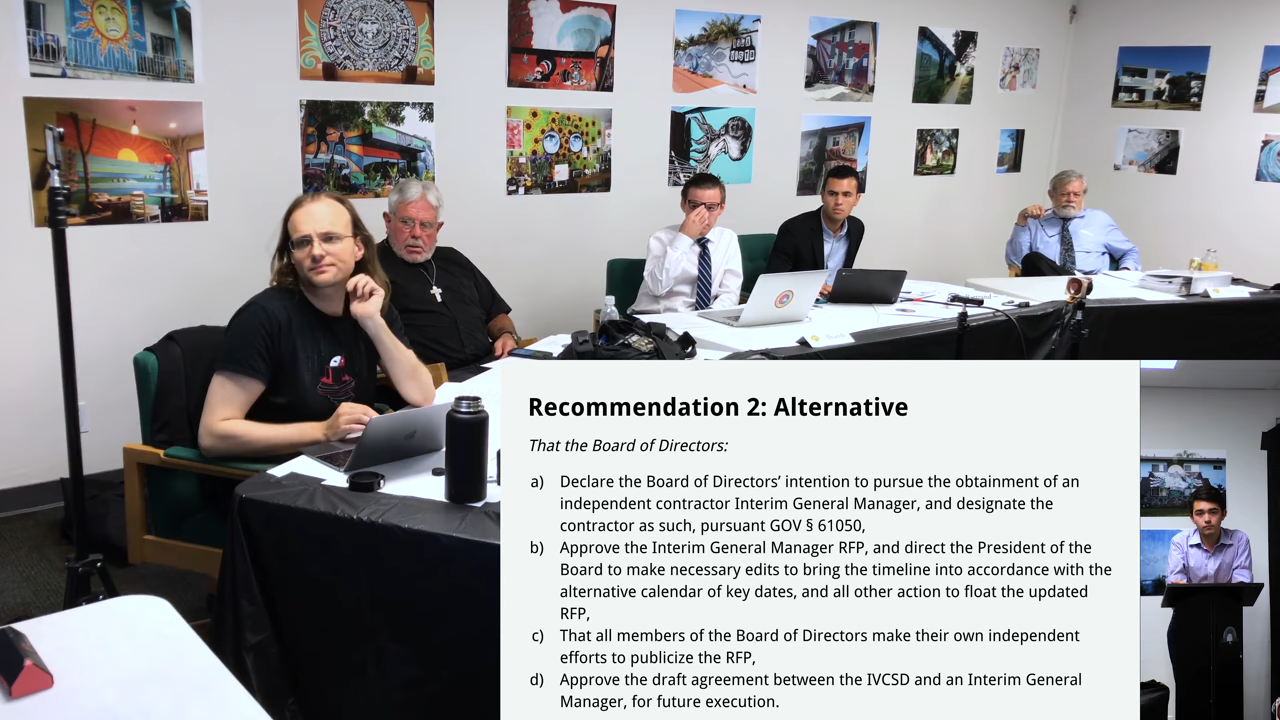 Recommendation 2: Alternative
That the Board of Directors:
a) Declare the Board of Directors’ intention to pursue the obtainment of an
independent contractor Interim General Manager, and designate the
contractor as such, pursuant GOV § 61050,
b) Approve the Interim General Manager RFP, and direct the President of the
Board to make necessary edits to bring the timeline into accordance with the
alternative calendar of key dates, and all other action to float the updated
RFP,
c) That all members of the Board of Directors make their own independent
efforts to publicize the RFP,
d) Approve the draft agreement between the IVCSD and an Interim General
Manager, for future execution.